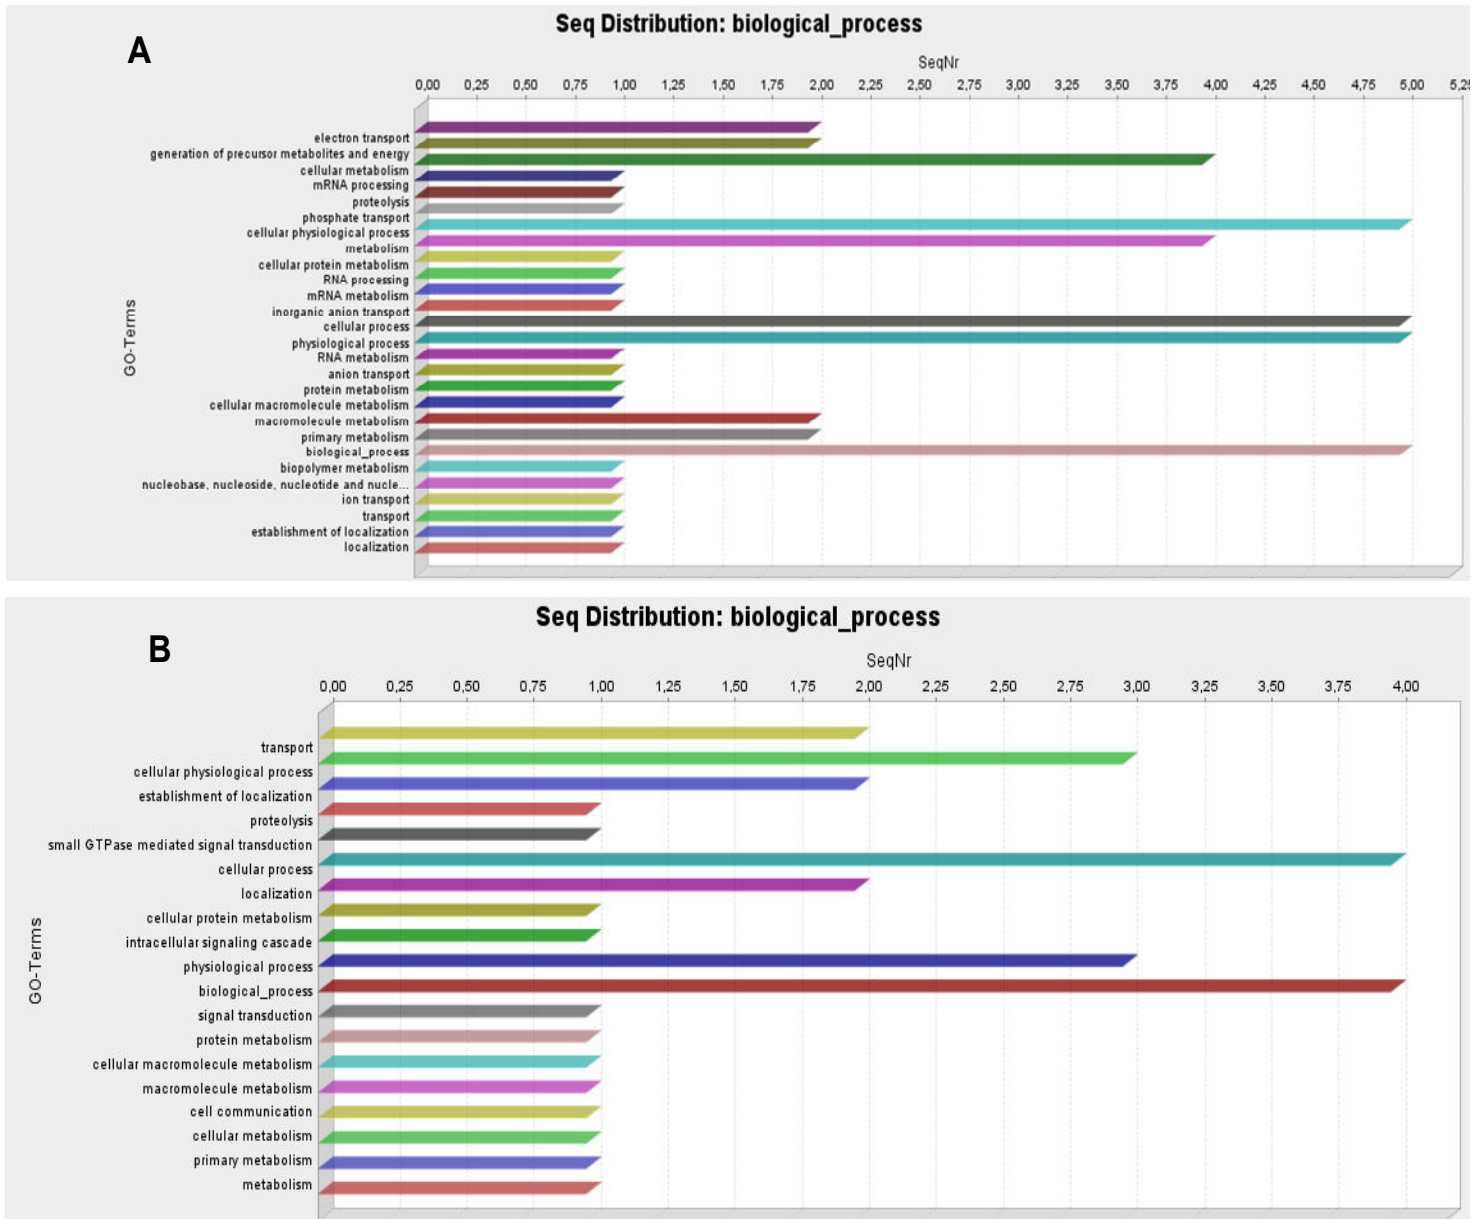 Seq Distribution: biological_process
A
SeqNr
0,00 0,25 0,50 0,75 1,00 1,25 1,50 1,75 2,00 2,25 2,50 2,75 3,00 3,25 3,50 3,75 4,00 4,25 4,50 4,75 5,00 5,25
electron transport
generation of precursor metabolites and energy
cellular metabolism
mRNA processing
proteolysis
phosphate transport
cellular physiological process
metabolism
cellular protein metabolism
RNA processing
mRNA metabolism
inorganic anion transport
cellular process
physiological process
RNA metabolism
anion transport
protein metabolism
cellular macromolecule metabolism
macromolecule metabolism
primary metabolism
biological_process
biopolymer metabolism
nucleobase, nucleoside, nucleotide and nucle...
ion transport
transport
establishment of localization
localization
GO-Terms
Seq Distribution: biological_process
B
SeqNr
0,00 0,25 0,50 0,75 1,00 1,25 1,50 1,75 2,00 2,25 2,50 2,75 3,00 3,25 3,50 3,75 4,00
transport
cellular physiological process
establishment of localization
proteolysis
small GTPase mediated signal transduction
cellular process
localization
cellular protein metabolism
intracellular signaling cascade
physiological process
biological_process
signal transduction
protein metabolism
cellular macromolecule metabolism
macromolecule metabolism
cell communication
cellular metabolism
primary metabolism
metabolism
GO-Terms